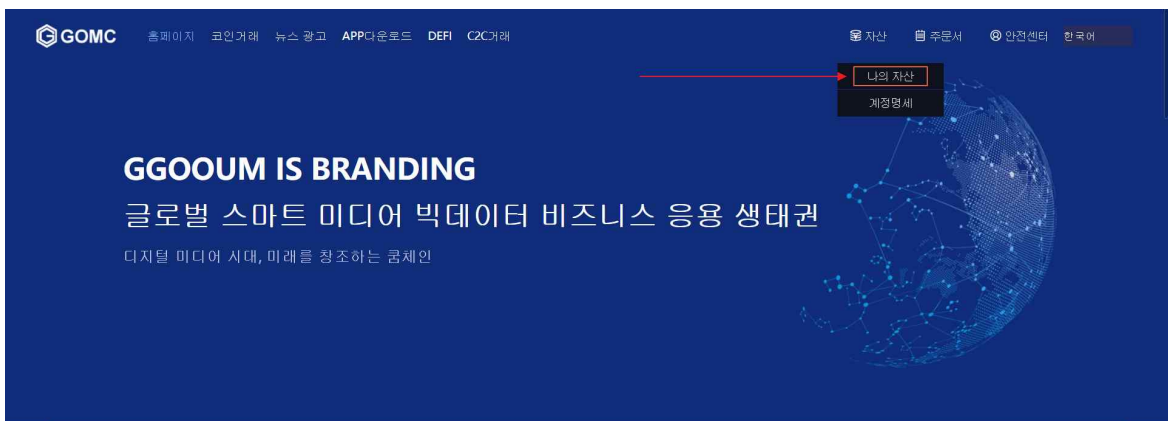 GOMC 홈페이지 코인거래 뉴스 광고 APP다운로드 DEFI C2C거래 자산 주문서 안전센터 한국어
나의 자산
계정명세
GGOOUM IS BRANDING
글로벌 스마트 미디어 빅데이터 비즈니스 응용 생태권
디지털 미디어 시대, 미래를 창조하는 쿰체인